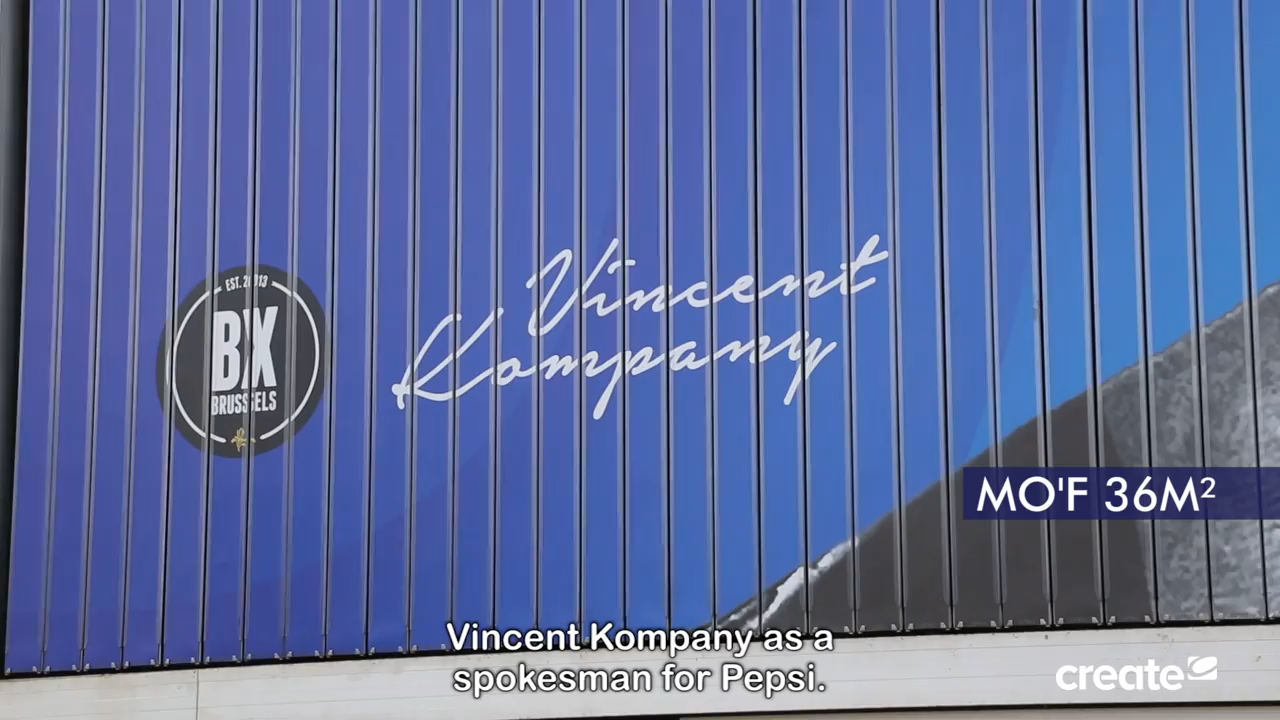 EST. 2013
BX
BRUSSELS
Vincent
Kompany
MO'F 36M²
Vincent Kompany as a
spokesman for Pepsi.
create